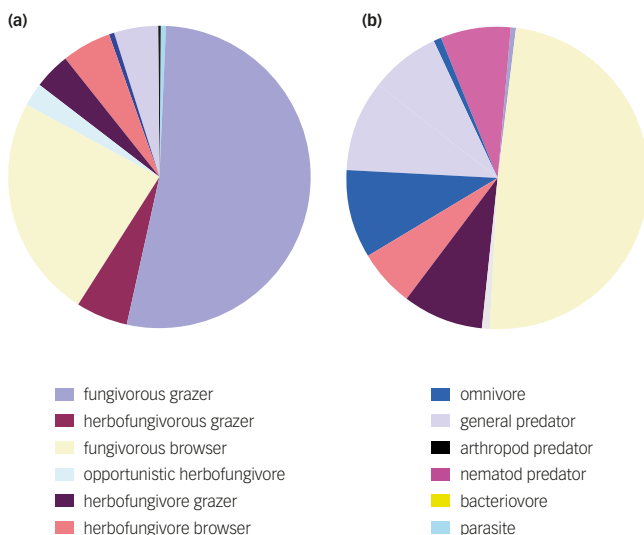 (a)
(b)
fungivorous grazer
herbofungivorous grazer
fungivorous browser
opportunistic herbofungivore
herbofungivore grazer
herbofungivore browser
omnivore
general predator
arthropod predator
nematod predator
bacteriovore
parasite